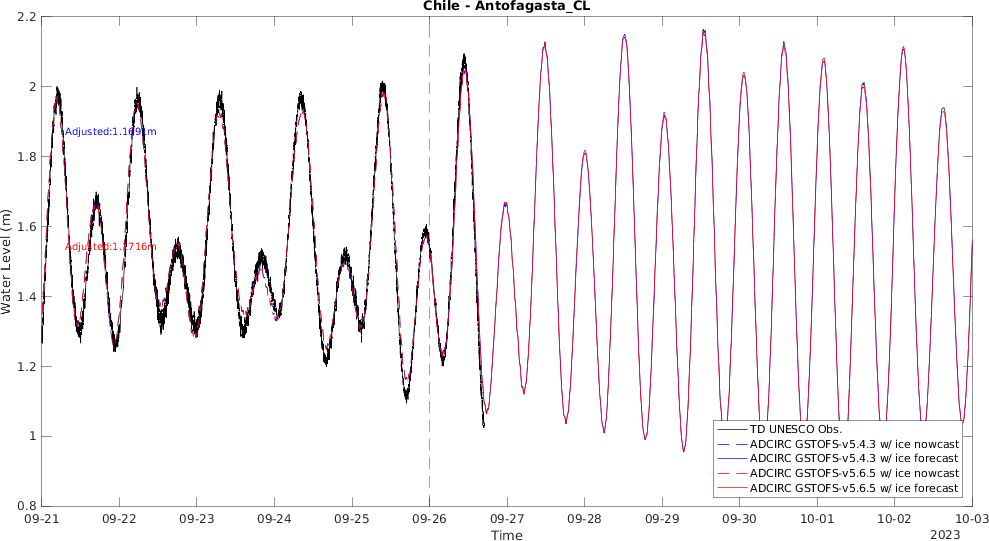 Chile - Antofagasta_CL
2.2
2
1.8
1.6
1.4
1.2
1
0.8
Water Level (m)
Adjusted:1.1691m
Adjusted:1.1716m
TD UNESCO Obs.
ADCIRC GSTOFS-v5.4.3 w/ ice nowcast
ADCIRC GSTOFS-v5.4.3 w/ ice forecast
ADCIRC GSTOFS-v5.6.5 w/ ice nowcast
ADCIRC GSTOFS-v5.6.5 w/ ice forecast
09-21 09-22 09-23 09-24 09-25 09-26 09-27 09-28 09-29 09-30 10-01 10-02 10-03
Time
2023